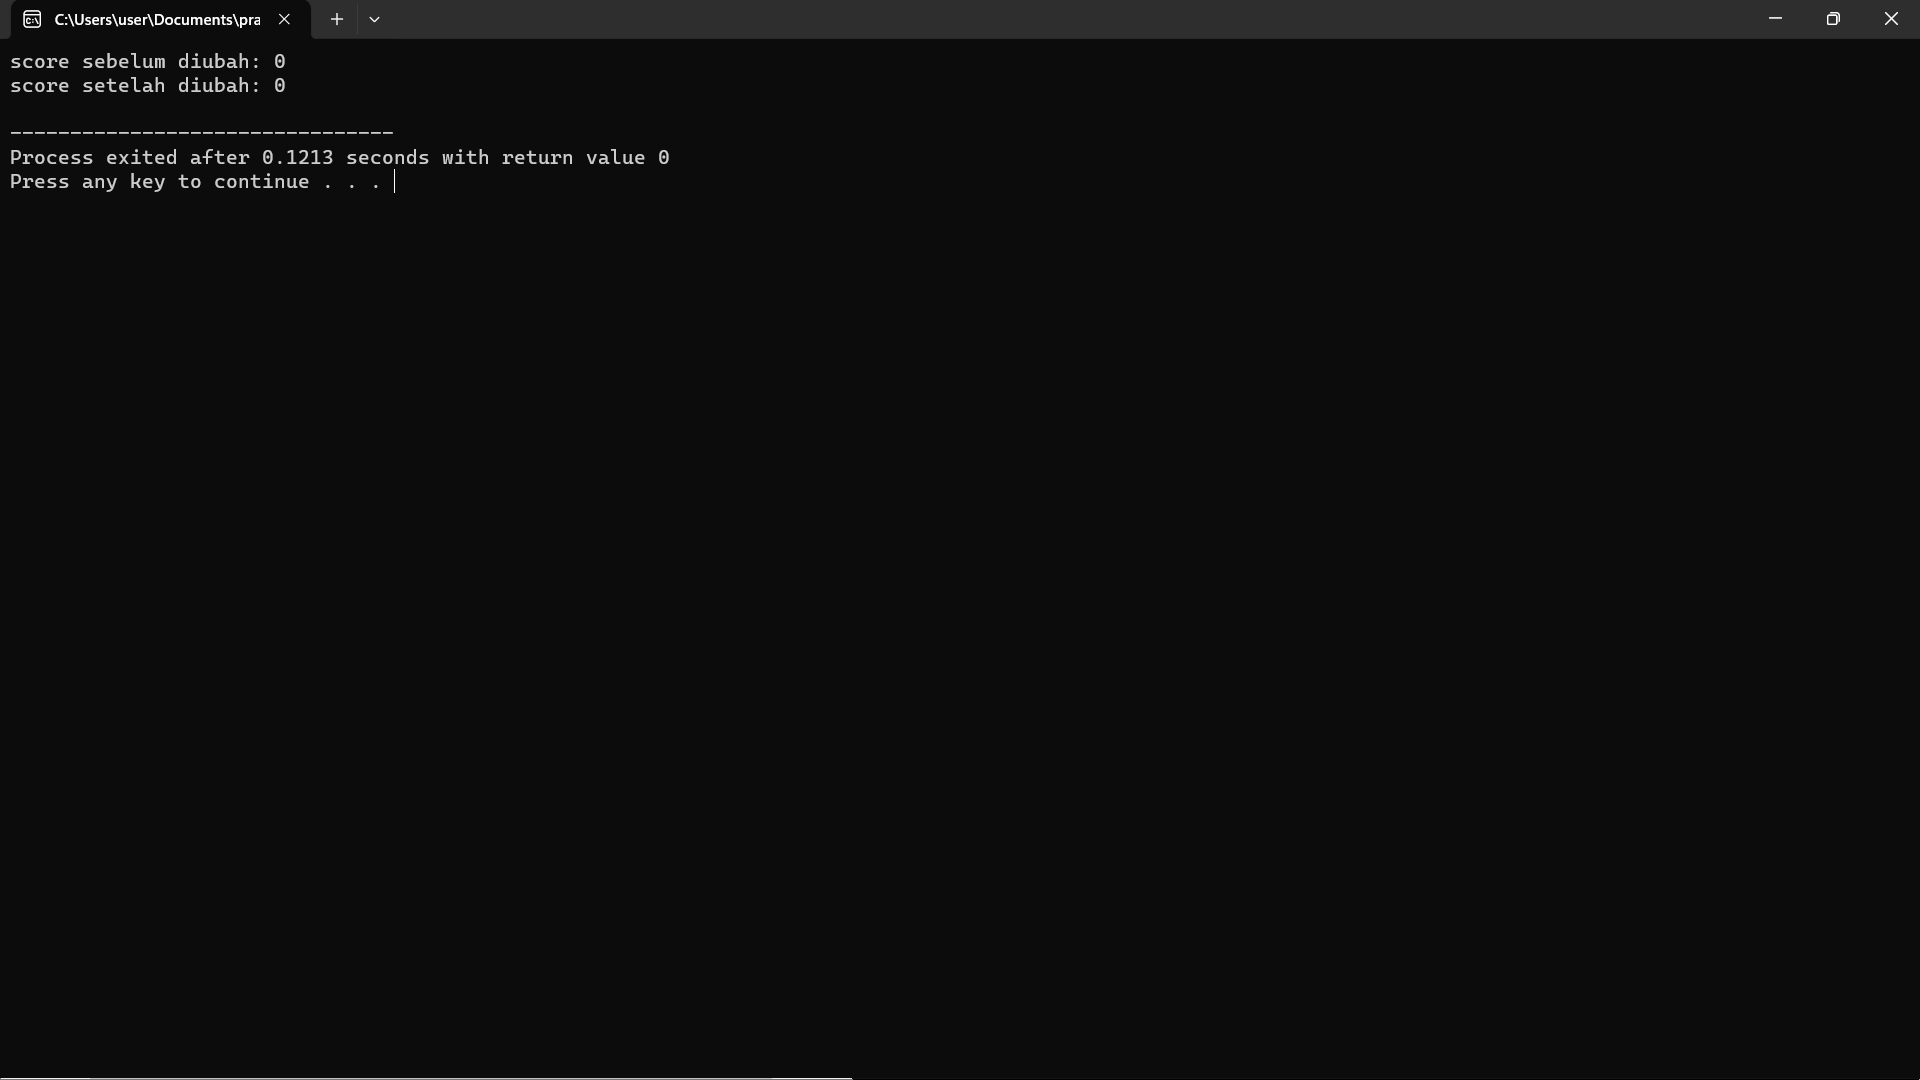 C:\Users\user\Documents\pra
score sebelum diubah: 0
score setelah diubah: 0
--------------------------------
Process exited after 0.1213 seconds with return value 0
Press any key to continue . . .